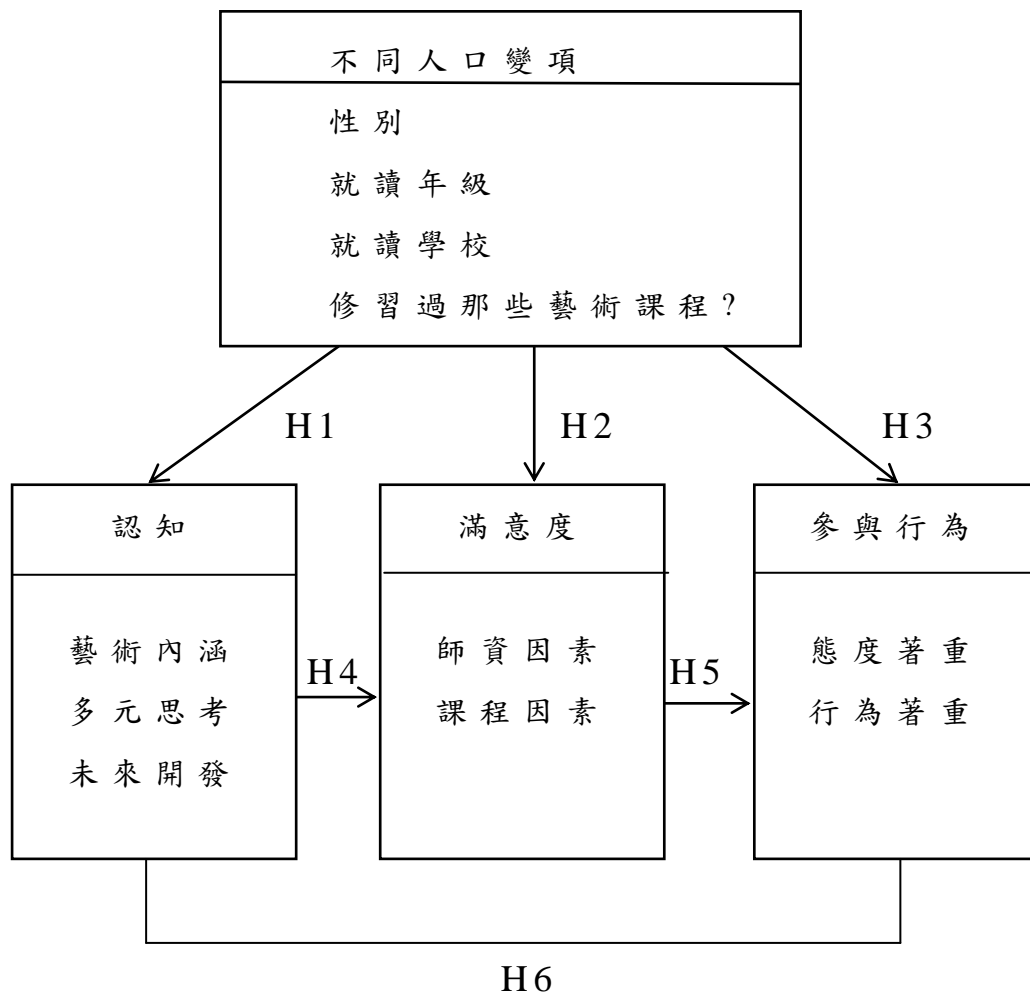 不同人口變項
性別
就讀年級
就讀學校
修習過那些藝術課程?
H1
H2
H3
認知
藝術內涵
多元思考
未來開發
H4
滿意度
師資因素
課程因素
H5
參與行為
態度著重
行為著重
H6